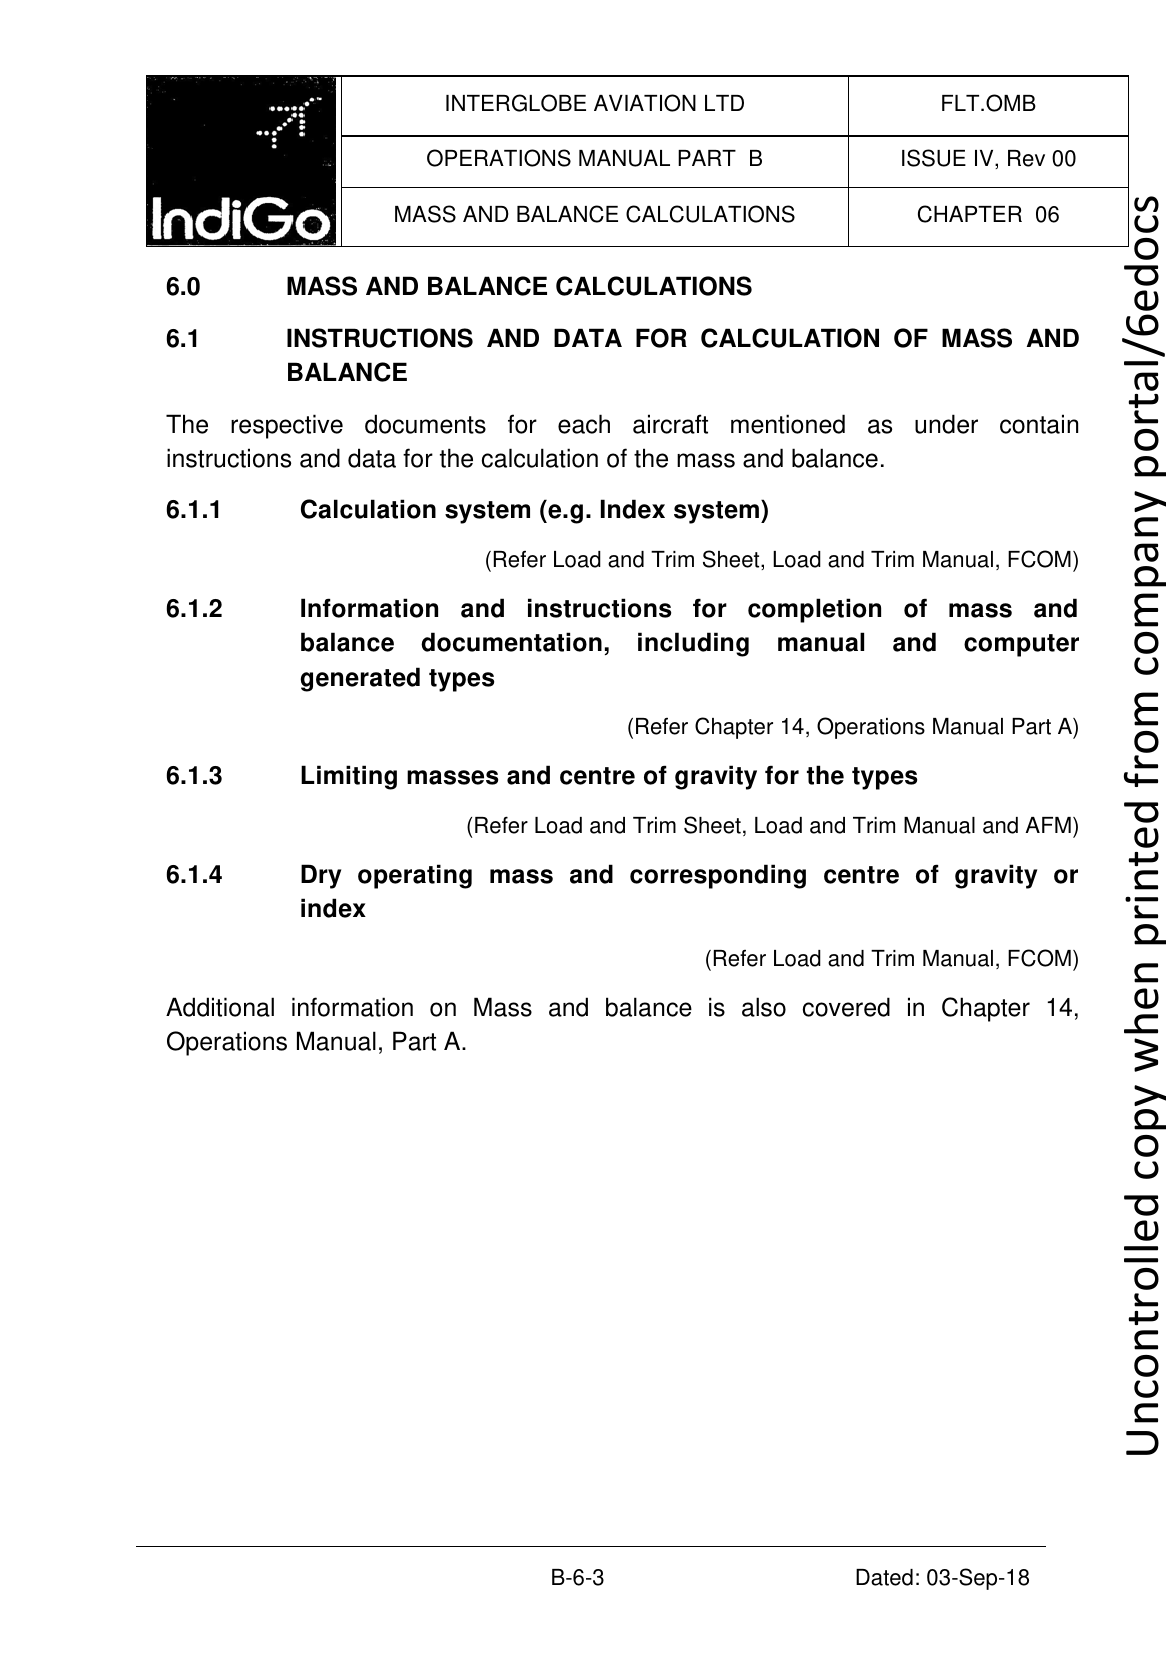 IndiGo
INTERGLOBE AVIATION LTD
FLT.OMB
OPERATIONS MANUAL PART B
ISSUE IV, Rev 00
MASS AND BALANCE CALCULATIONS
CHAPTER 06
6.0 MASS AND BALANCE CALCULATIONS
6.1 INSTRUCTIONS AND DATA FOR CALCULATION OF MASS AND
BALANCE
The respective documents for each aircraft mentioned as under contain
instructions and data for the calculation of the mass and balance.
6.1.1 Calculation system (e.g. Index system)
(Refer Load and Trim Sheet, Load and Trim Manual, FCOM)
6.1.2 Information and instructions for completion of mass and
balance documentation, including manual and computer
generated types
(Refer Chapter 14, Operations Manual Part A)
6.1.3 Limiting masses and centre of gravity for the types
(Refer Load and Trim Sheet, Load and Trim Manual and AFM)
6.1.4 Dry operating mass and corresponding centre of gravity or
index
(Refer Load and Trim Manual, FCOM)
Additional information on Mass and balance is also covered in Chapter 14,
Operations Manual, Part A.
B-6-3
Dated: 03-Sep-18
Uncontrolled copy when printed from company portal/6edocs